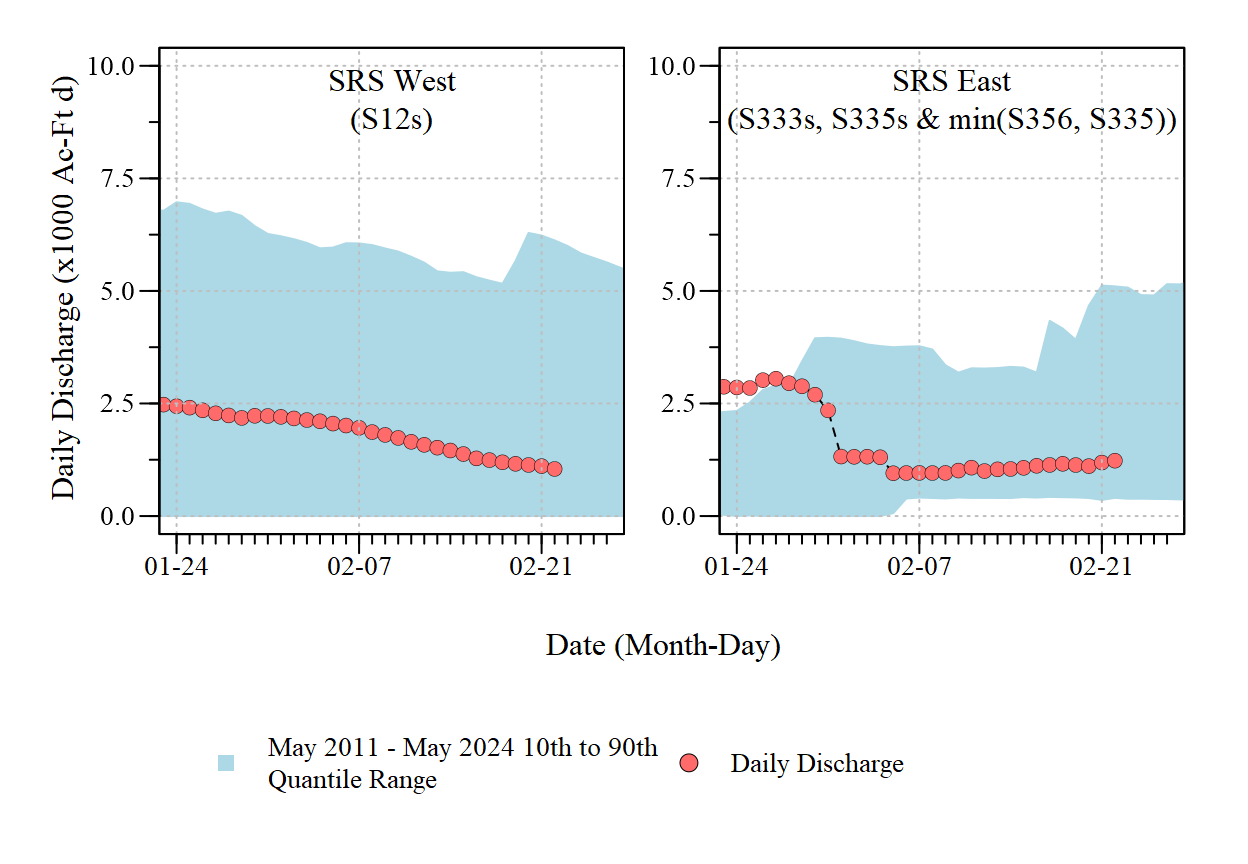 SRS West
(S12s)
SRS East
(S333s, S335s & min(S356, S335))
Daily Discharge (x1000 Ac-Ft d)
10.0
7.5
5.0
2.5
0.0
10.0
7.5
5.0
2.5
0.0
01-24
02-07
02-21
01-24
02-07
02-21
Date (Month-Day)
May 2011 - May 2024 10th to 90th
Quantile Range
Daily Discharge